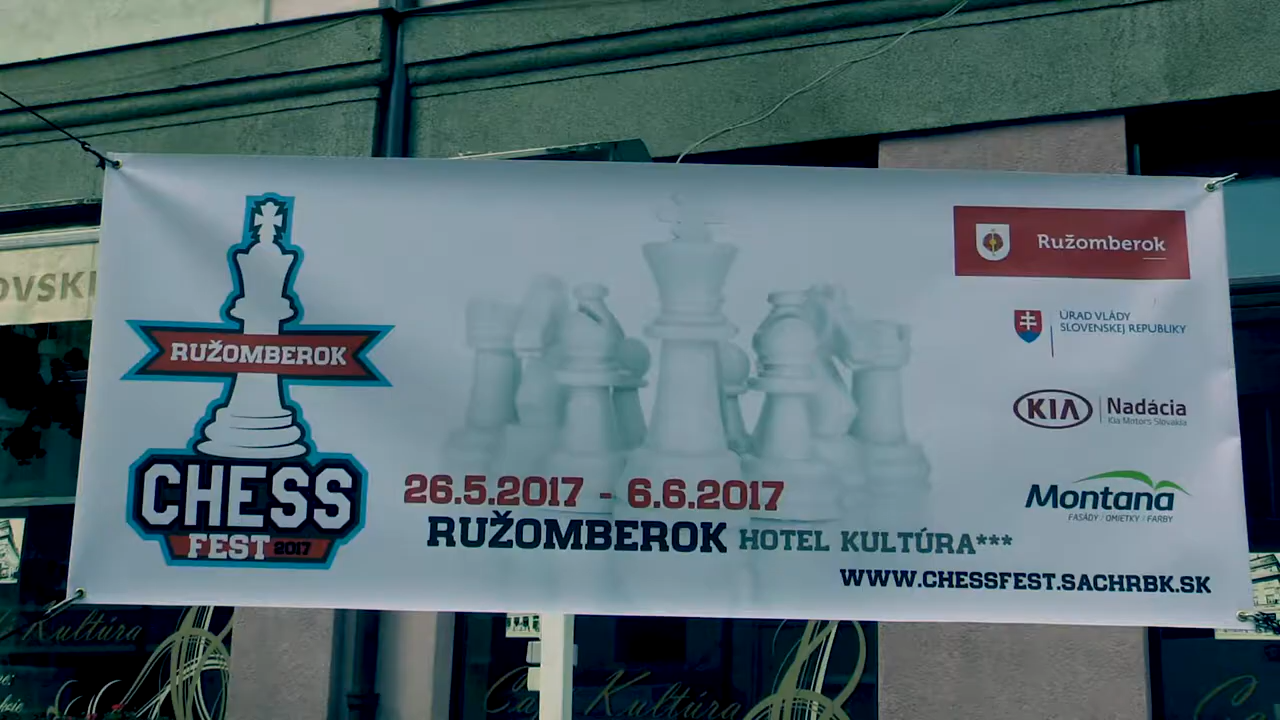 OVSKI
RUŽOMBEROK
CHESS
FEST 2017
26.5.2017 - 6.6.2017
RUŽOMBEROK HOTEL KULTÚRA***
WWW.CHESSFEST.SACHRBK.SK
Ružomberok
ÚRAD VLÁDY
SLOVENSKEJ REPUBLIKY
KIA Nadácia
Kia Motors Slovakia
Montana
FASÁDY / OMIETKY / FARBY
Kultúra
Kultúra